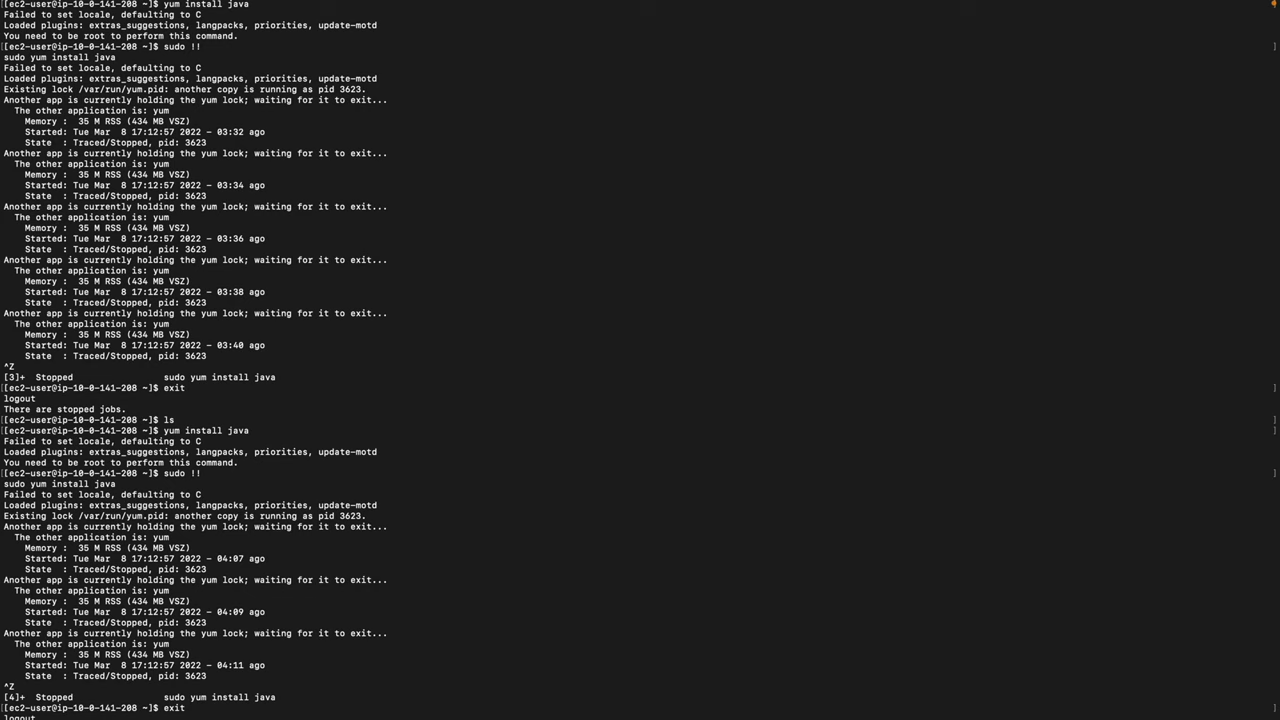 [[ec2-user@ip-10-0-141-208 ~]$ yum install java
Failed to set locale, defaulting to C
Loaded plugins: extras_suggestions, langpacks, priorities, update-motd
You need to be root to perform this command.
[[ec2-user@ip-10-0-141-208 ~]$ sudo !! ]
sudo yum install java
Failed to set locale, defaulting to C
Loaded plugins: extras_suggestions, langpacks, priorities, update-motd
Existing lock /var/run/yum.pid: another copy is running as pid 3623.
Another app is currently holding the yum lock; waiting for it to exit...
The other application is: yum
Memory : 35 M RSS (434 MB VSZ)
Started: Tue Mar 8 17:12:57 2022 - 03:32 ago
State : Traced/Stopped, pid: 3623
Another app is currently holding the yum lock; waiting for it to exit...
The other application is: yum
Memory : 35 M RSS (434 MB VSZ)
Started: Tue Mar 8 17:12:57 2022 - 03:34 ago
State : Traced/Stopped, pid: 3623
Another app is currently holding the yum lock; waiting for it to exit...
The other application is: yum
Memory : 35 M RSS (434 MB VSZ)
Started: Tue Mar 8 17:12:57 2022 - 03:36 ago
State : Traced/Stopped, pid: 3623
Another app is currently holding the yum lock; waiting for it to exit...
The other application is: yum
Memory : 35 M RSS (434 MB VSZ)
Started: Tue Mar 8 17:12:57 2022 - 03:38 ago
State : Traced/Stopped, pid: 3623
Another app is currently holding the yum lock; waiting for it to exit...
The other application is: yum
Memory : 35 M RSS (434 MB VSZ)
Started: Tue Mar 8 17:12:57 2022 - 03:40 ago
State : Traced/Stopped, pid: 3623
^Z
[3]+ Stopped sudo yum install java
[[ec2-user@ip-10-0-141-208 ~]$ exit ]
logout
There are stopped jobs.
[[ec2-user@ip-10-0-141-208 ~]$ ls ]
[[ec2-user@ip-10-0-141-208 ~]$ yum install java ]
Failed to set locale, defaulting to C
Loaded plugins: extras_suggestions, langpacks, priorities, update-motd
You need to be root to perform this command.
[[ec2-user@ip-10-0-141-208 ~]$ sudo !! ]
sudo yum install java
Failed to set locale, defaulting to C
Loaded plugins: extras_suggestions, langpacks, priorities, update-motd
Existing lock /var/run/yum.pid: another copy is running as pid 3623.
Another app is currently holding the yum lock; waiting for it to exit...
The other application is: yum
Memory : 35 M RSS (434 MB VSZ)
Started: Tue Mar 8 17:12:57 2022 - 04:07 ago
State : Traced/Stopped, pid: 3623
Another app is currently holding the yum lock; waiting for it to exit...
The other application is: yum
Memory : 35 M RSS (434 MB VSZ)
Started: Tue Mar 8 17:12:57 2022 - 04:09 ago
State : Traced/Stopped, pid: 3623
Another app is currently holding the yum lock; waiting for it to exit...
The other application is: yum
Memory : 35 M RSS (434 MB VSZ)
Started: Tue Mar 8 17:12:57 2022 - 04:11 ago
State : Traced/Stopped, pid: 3623
^Z
[4]+ Stopped sudo yum install java
[[ec2-user@ip-10-0-141-208 ~]$ exit ]
logout